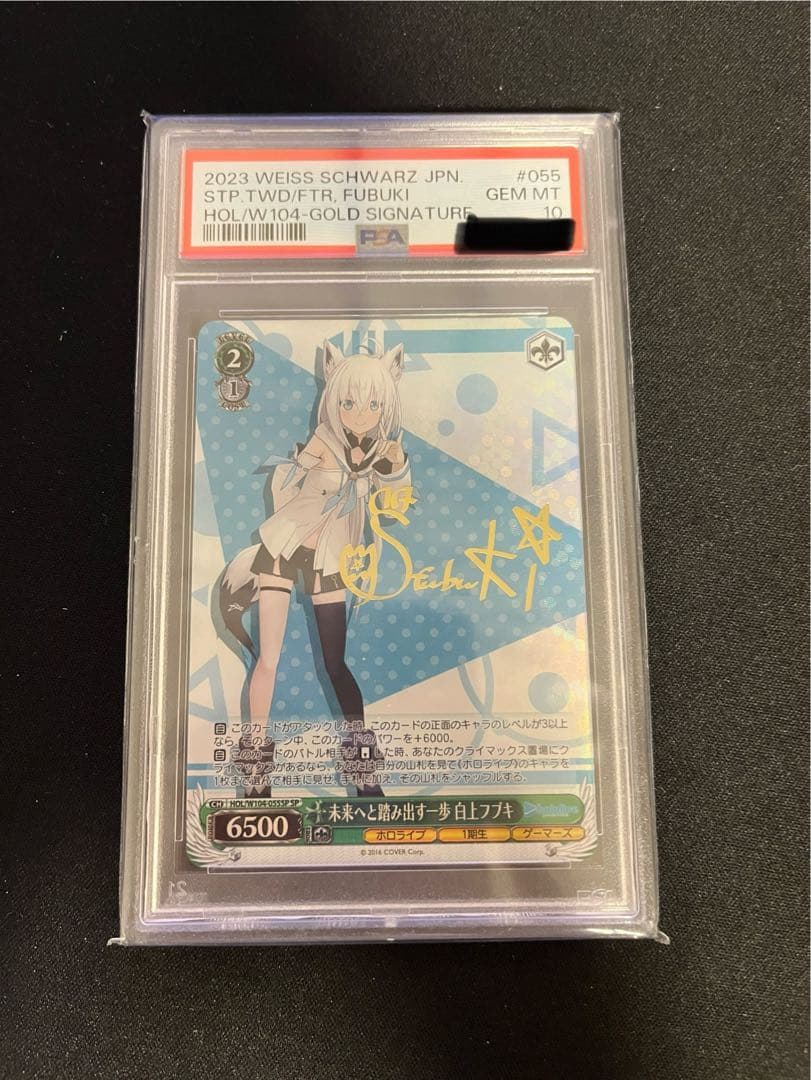 2023 WEISS SCHWARZ JPN. #055
STP.TWD/FTR, FUBUKI GEM MT
HOL/W104-GOLD SIGNATURE 10
PSA
LEVEL
2
1
COST
Fubuki
このカードがアタックした時、このカードの正面のキャラのレベルが3以上
なら、そのターン中、このカードのパワーを+6000。
このカードのバトル相手が した時、あなたのクライマックス置場にク
ライマックスがあるなら、あなたは自分の山札を見て《ホロライブ》のキャラを
1枚まで選んで相手に見せ、手札に加え、その山札をシャッフルする。
CH HOL/W104-055SP SP
6500
未来へと踏み出す一歩 白上フブキ
hololive
ホロライブ 1期生 ゲーマーズ
© 2016 COVER Corp.